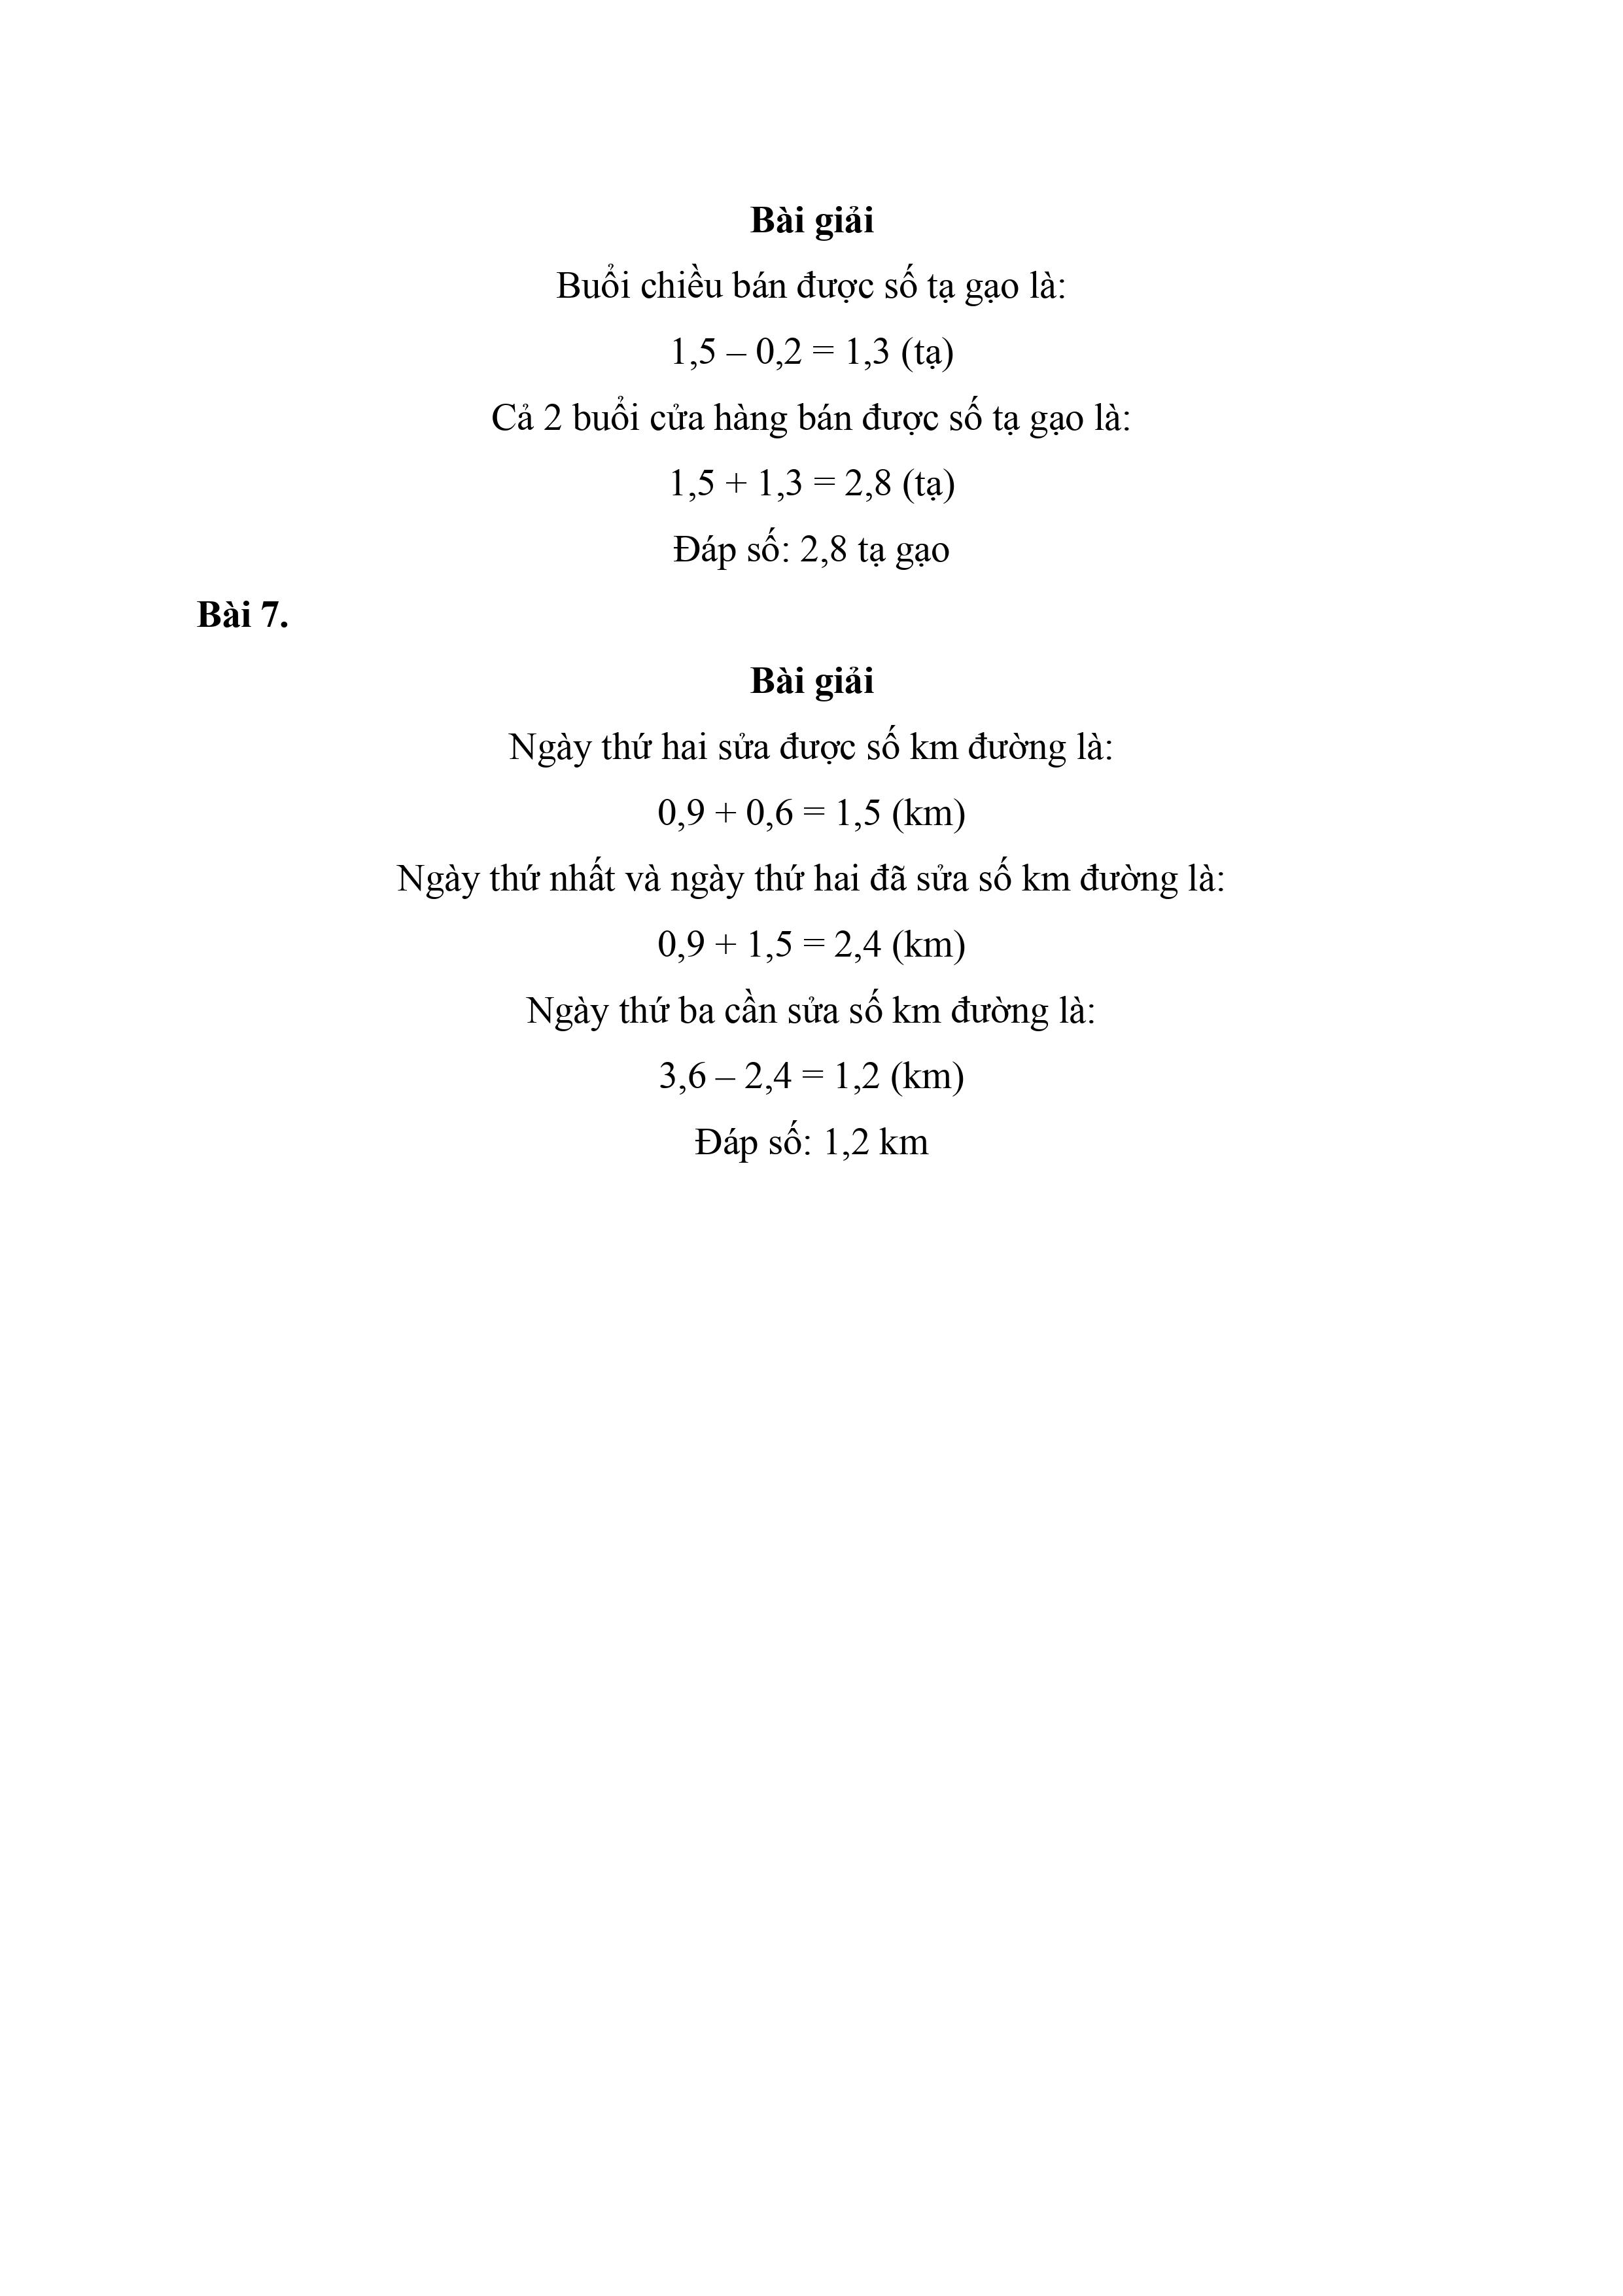 Bài giải
Buổi chiều bán được số tạ gạo là:
1,5 – 0,2 = 1,3 (tạ)
Cả 2 buổi cửa hàng bán được số tạ gạo là:
1,5 + 1,3 = 2,8 (tạ)
Đáp số: 2,8 tạ gạo
Bài 7.
Bài giải
Ngày thứ hai sửa được số km đường là:
0,9 + 0,6 = 1,5 (km)
Ngày thứ nhất và ngày thứ hai đã sửa số km đường là:
0,9 + 1,5 = 2,4 (km)
Ngày thứ ba cần sửa số km đường là:
3,6 – 2,4 = 1,2 (km)
Đáp số: 1,2 km